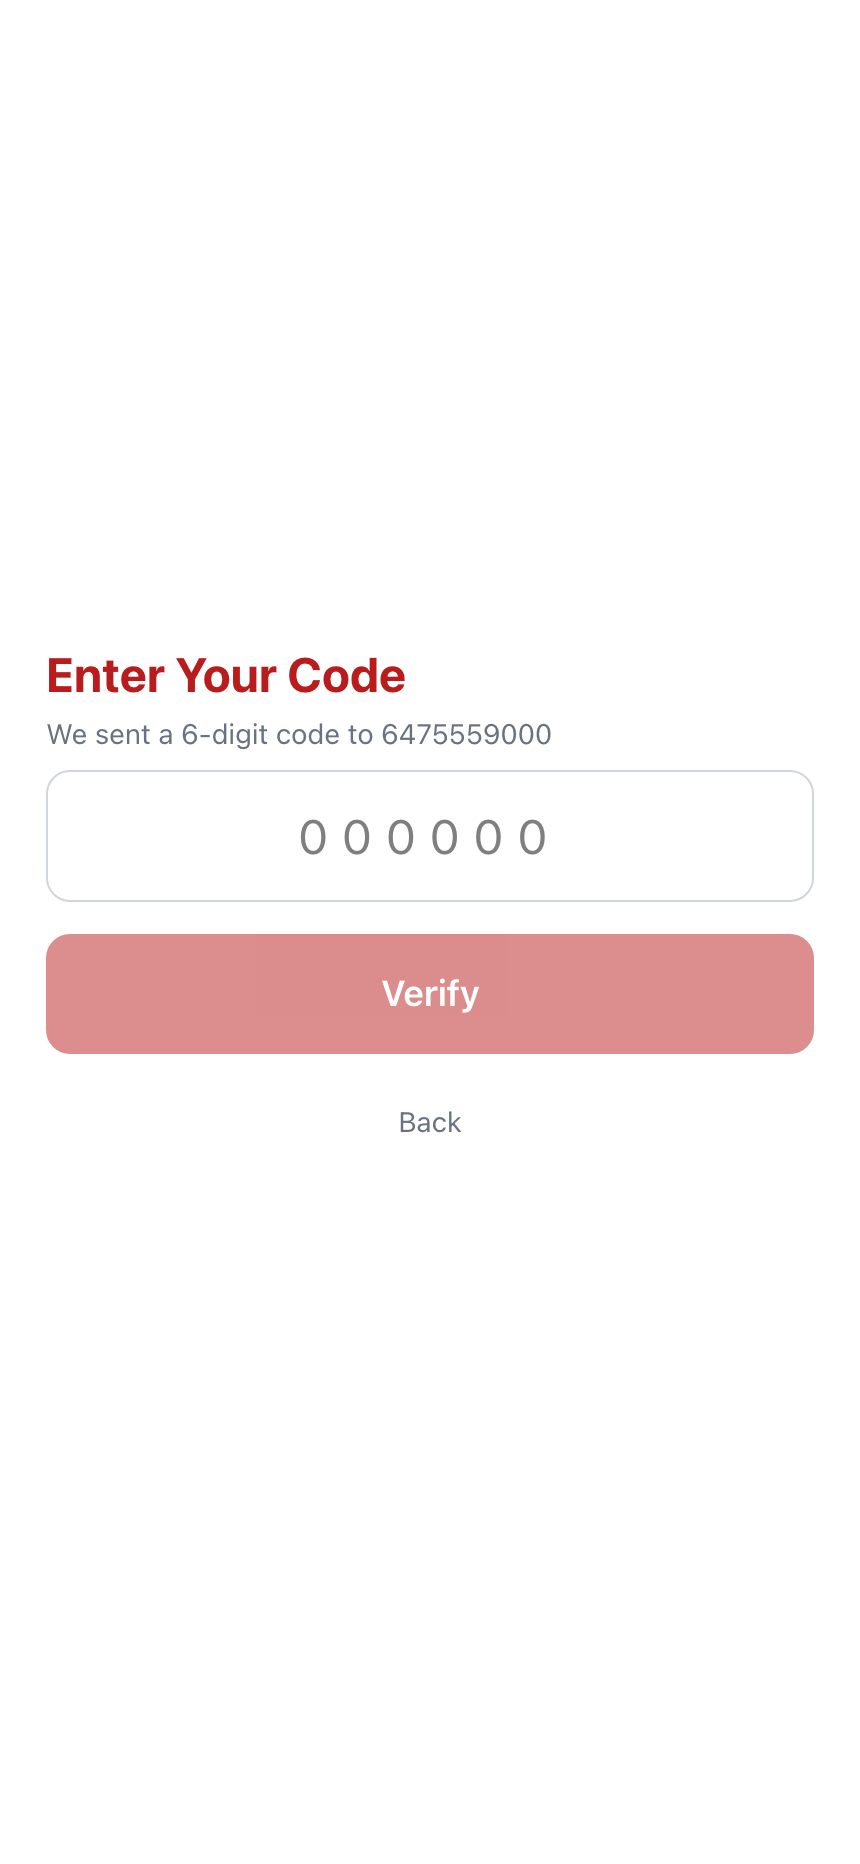 Enter Your Code
We sent a 6-digit code to 6475559000
0 0 0 0 0 0
Verify
Back